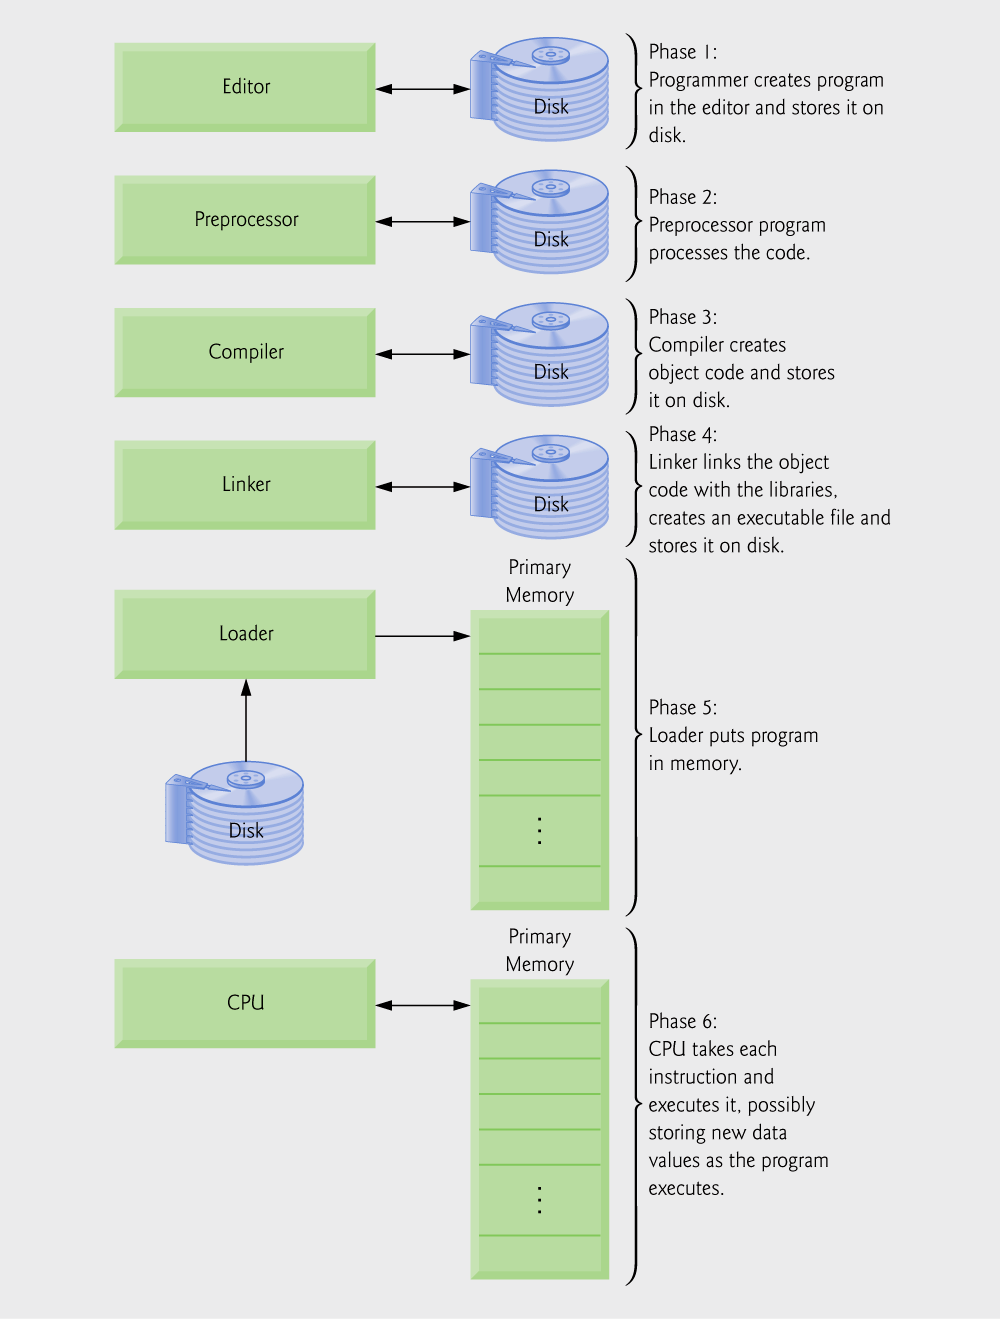 Editor
Disk
Phase 1:
Programmer creates program
in the editor and stores it on
disk.
Preprocessor
Disk
Phase 2:
Preprocessor program
processes the code.
Compiler
Disk
Phase 3:
Compiler creates
object code and stores
it on disk.
Linker
Disk
Phase 4:
Linker links the object
code with the libraries,
creates an executable file and
stores it on disk.
Primary
Memory
Loader
Disk
Phase 5:
Loader puts program
in memory.
Primary
Memory
CPU
Phase 6:
CPU takes each
instruction and
executes it, possibly
storing new data
values as the program
executes.